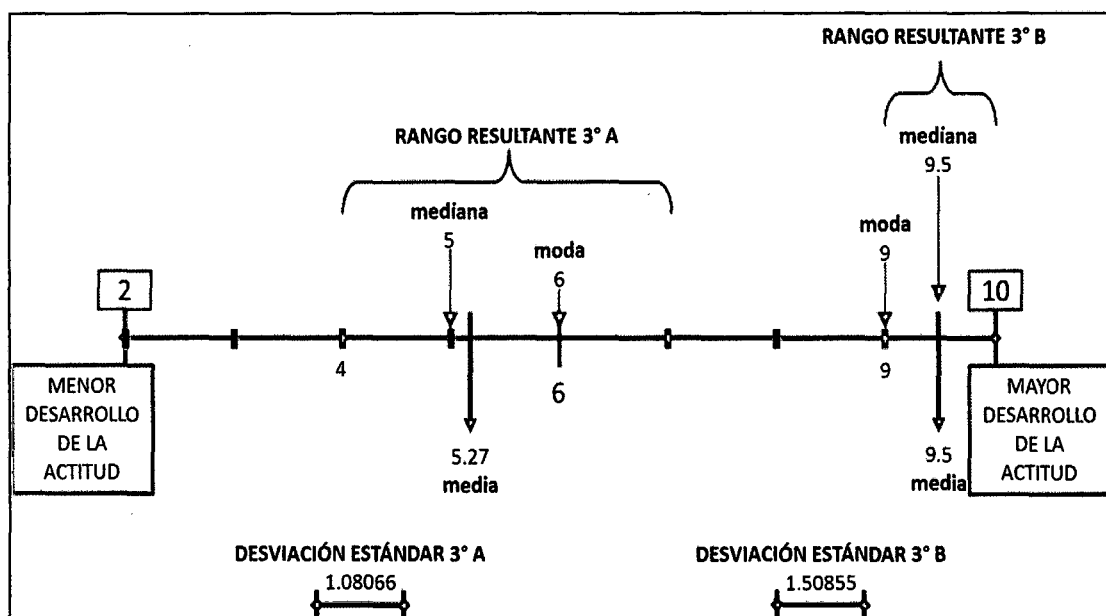 RANGO RESULTANTE 3° B
mediana
9.5
RANGO RESULTANTE 3° A
mediana
5
moda
6
moda
9
2
10
4
6
9
MENOR
DESARROLLO
DE LA
ACTITUD
5.27
media
9.5
media
MAYOR
DESARROLLO
DE LA
ACTITUD
DESVIACIÓN ESTÁNDAR 3° A
1.08066
DESVIACIÓN ESTÁNDAR 3° B
1.50855